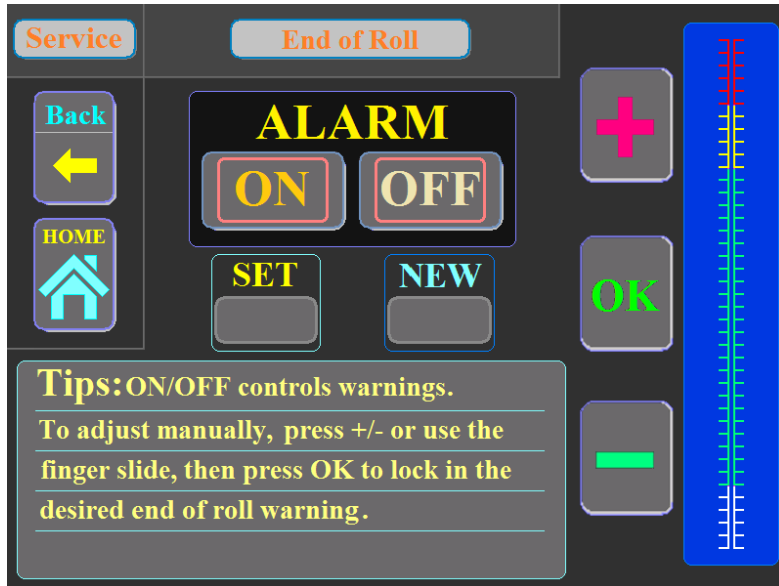 Service
End of Roll
Back
HOME
ALARM
ON
OFF
SET
NEW
OK
Tips:ON/OFF controls warnings.
To adjust manually, press +/- or use the
finger slide, then press OK to lock in the
desired end of roll warning.